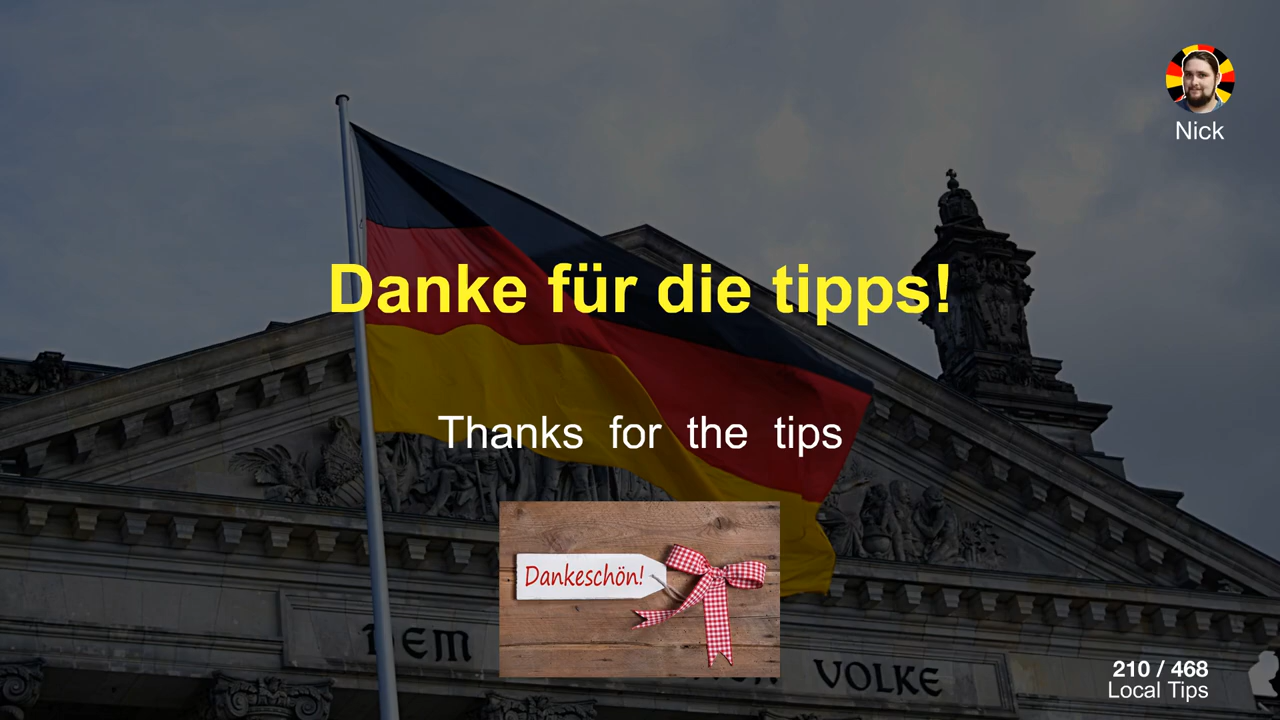 Nick
Danke für die tipps!
Thanks for the tips
Dankeschön!
DEM
VOLKE
210 / 468
Local Tips